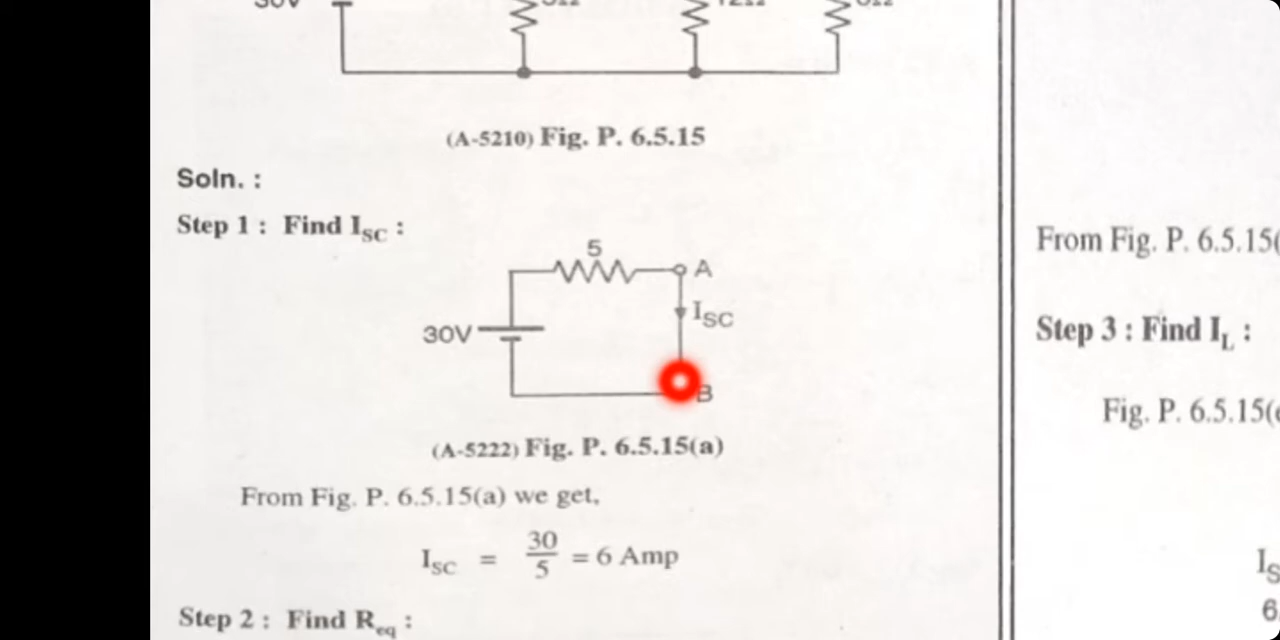 (A-5210) Fig. P. 6.5.15
Soln. :
Step 1 : Find ISC :
5
A
ISC
30V
B
(A-5222) Fig. P. 6.5.15(a)
From Fig. P. 6.5.15(a) we get,
ISC = 30/5 = 6 Amp
Step 2 : Find Req :
From Fig. P. 6.5.15(
Step 3 : Find IL :
Fig. P. 6.5.15(
IS
6